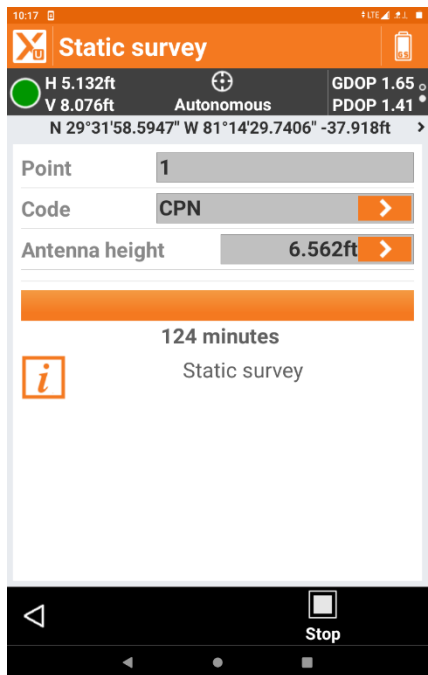 10:17 LTE
Xu Static survey GS
H 5.132ft GDOP 1.65
V 8.076ft Autonomous PDOP 1.41
N 29°31'58.5947" W 81°14'29.7406" -37.918ft >
Point 1
Code CPN >
Antenna height 6.562ft >
124 minutes
i Static survey
Stop